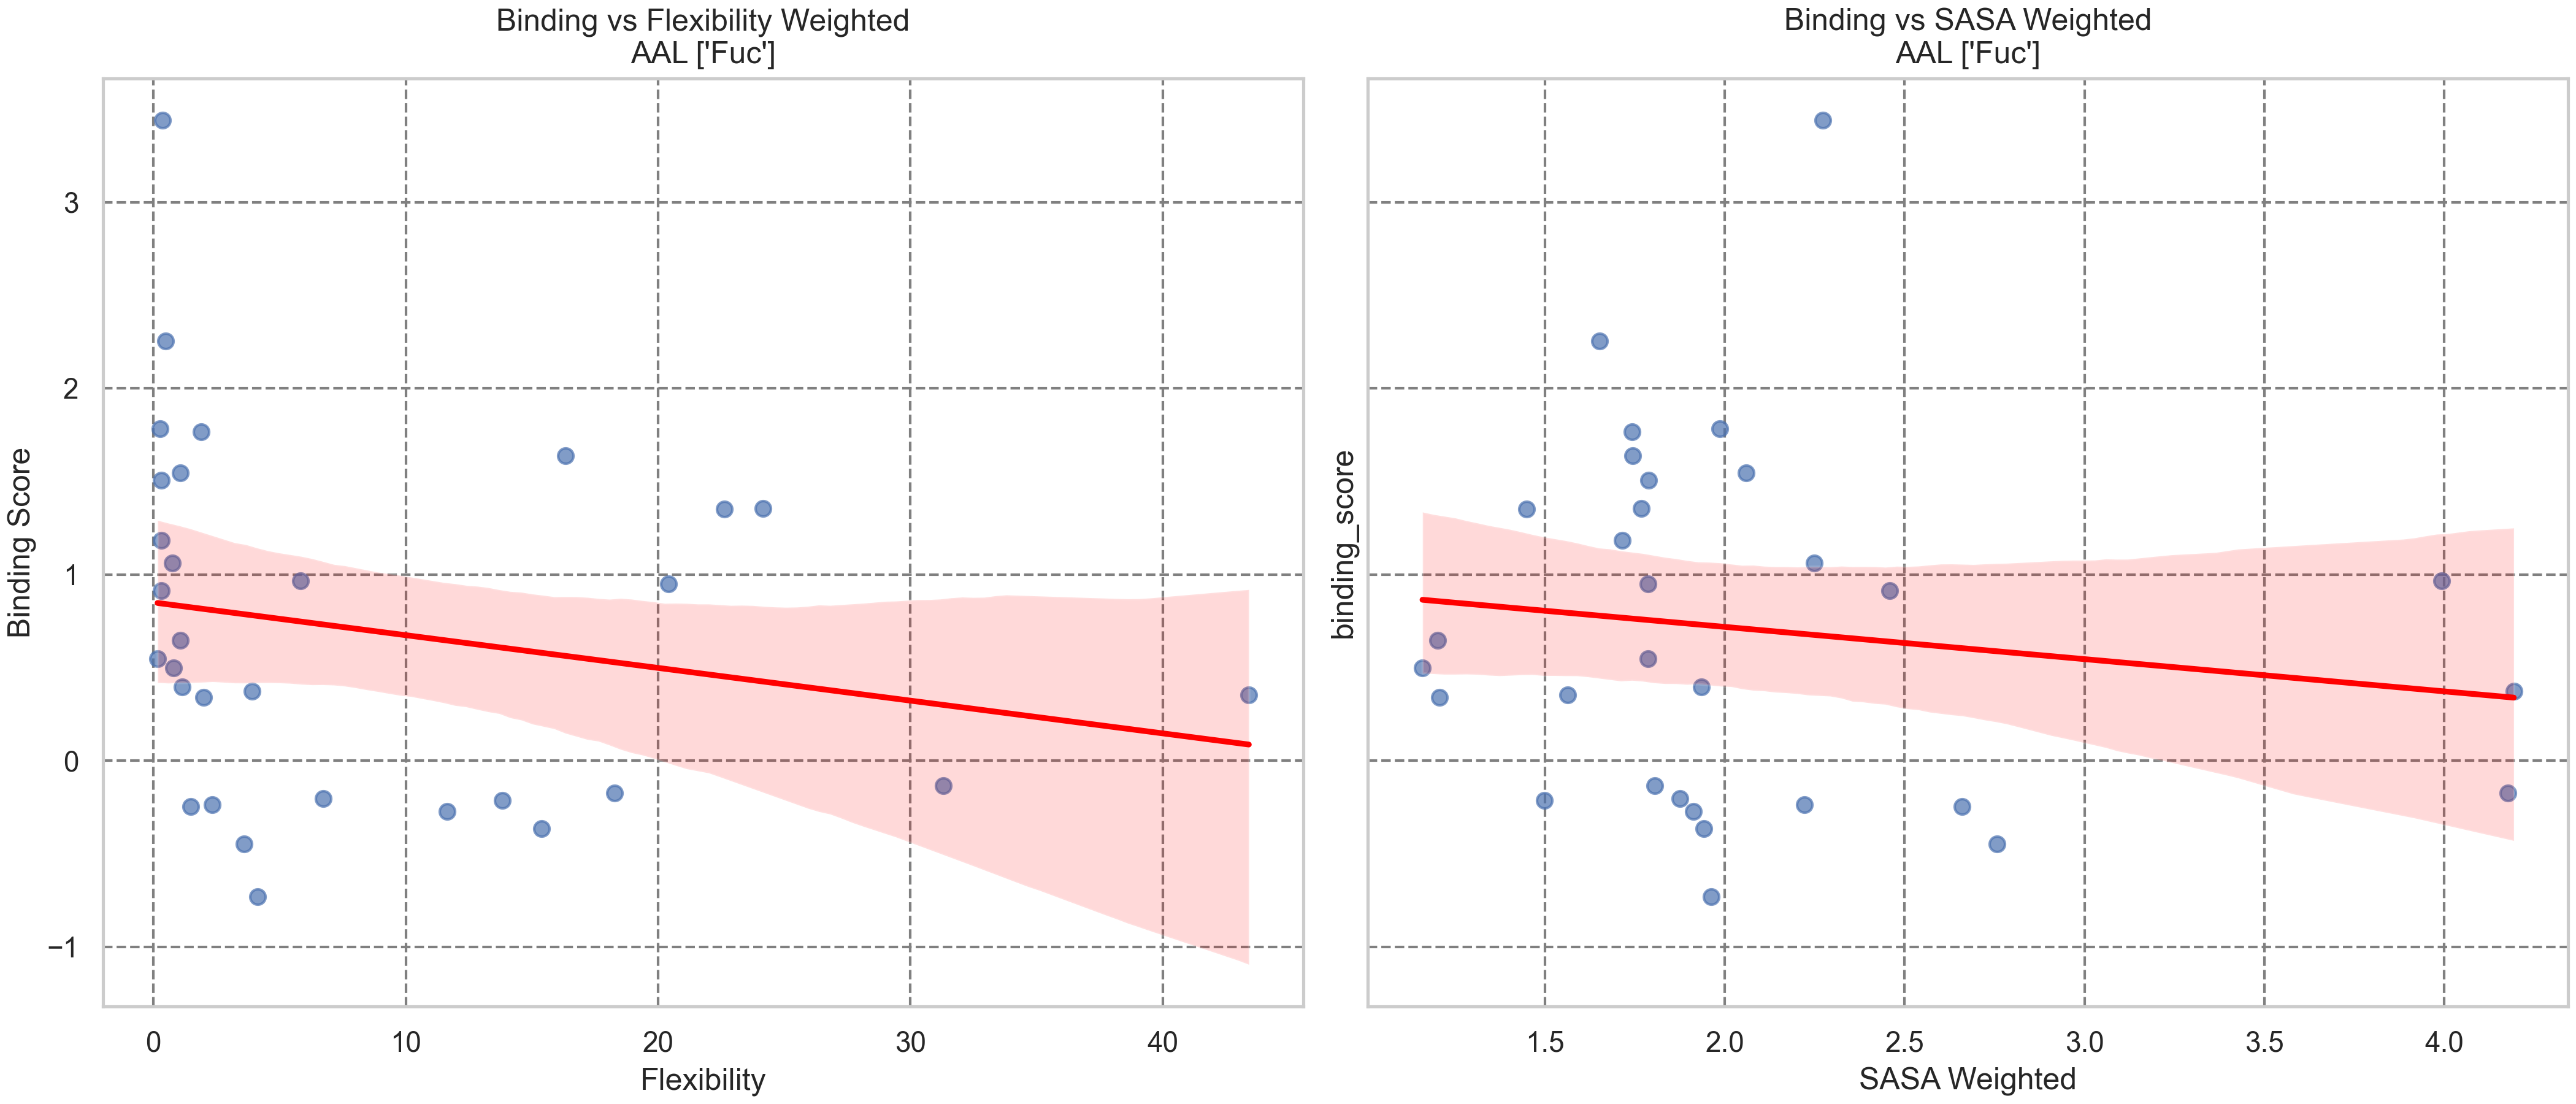 Binding vs Flexibility Weighted
AAL ['Fuc']
Binding Score
3
2
1
0
−1
0 10 20 30 40
Flexibility
Binding vs SASA Weighted
AAL ['Fuc']
binding_score
1.5 2.0 2.5 3.0 3.5 4.0
SASA Weighted